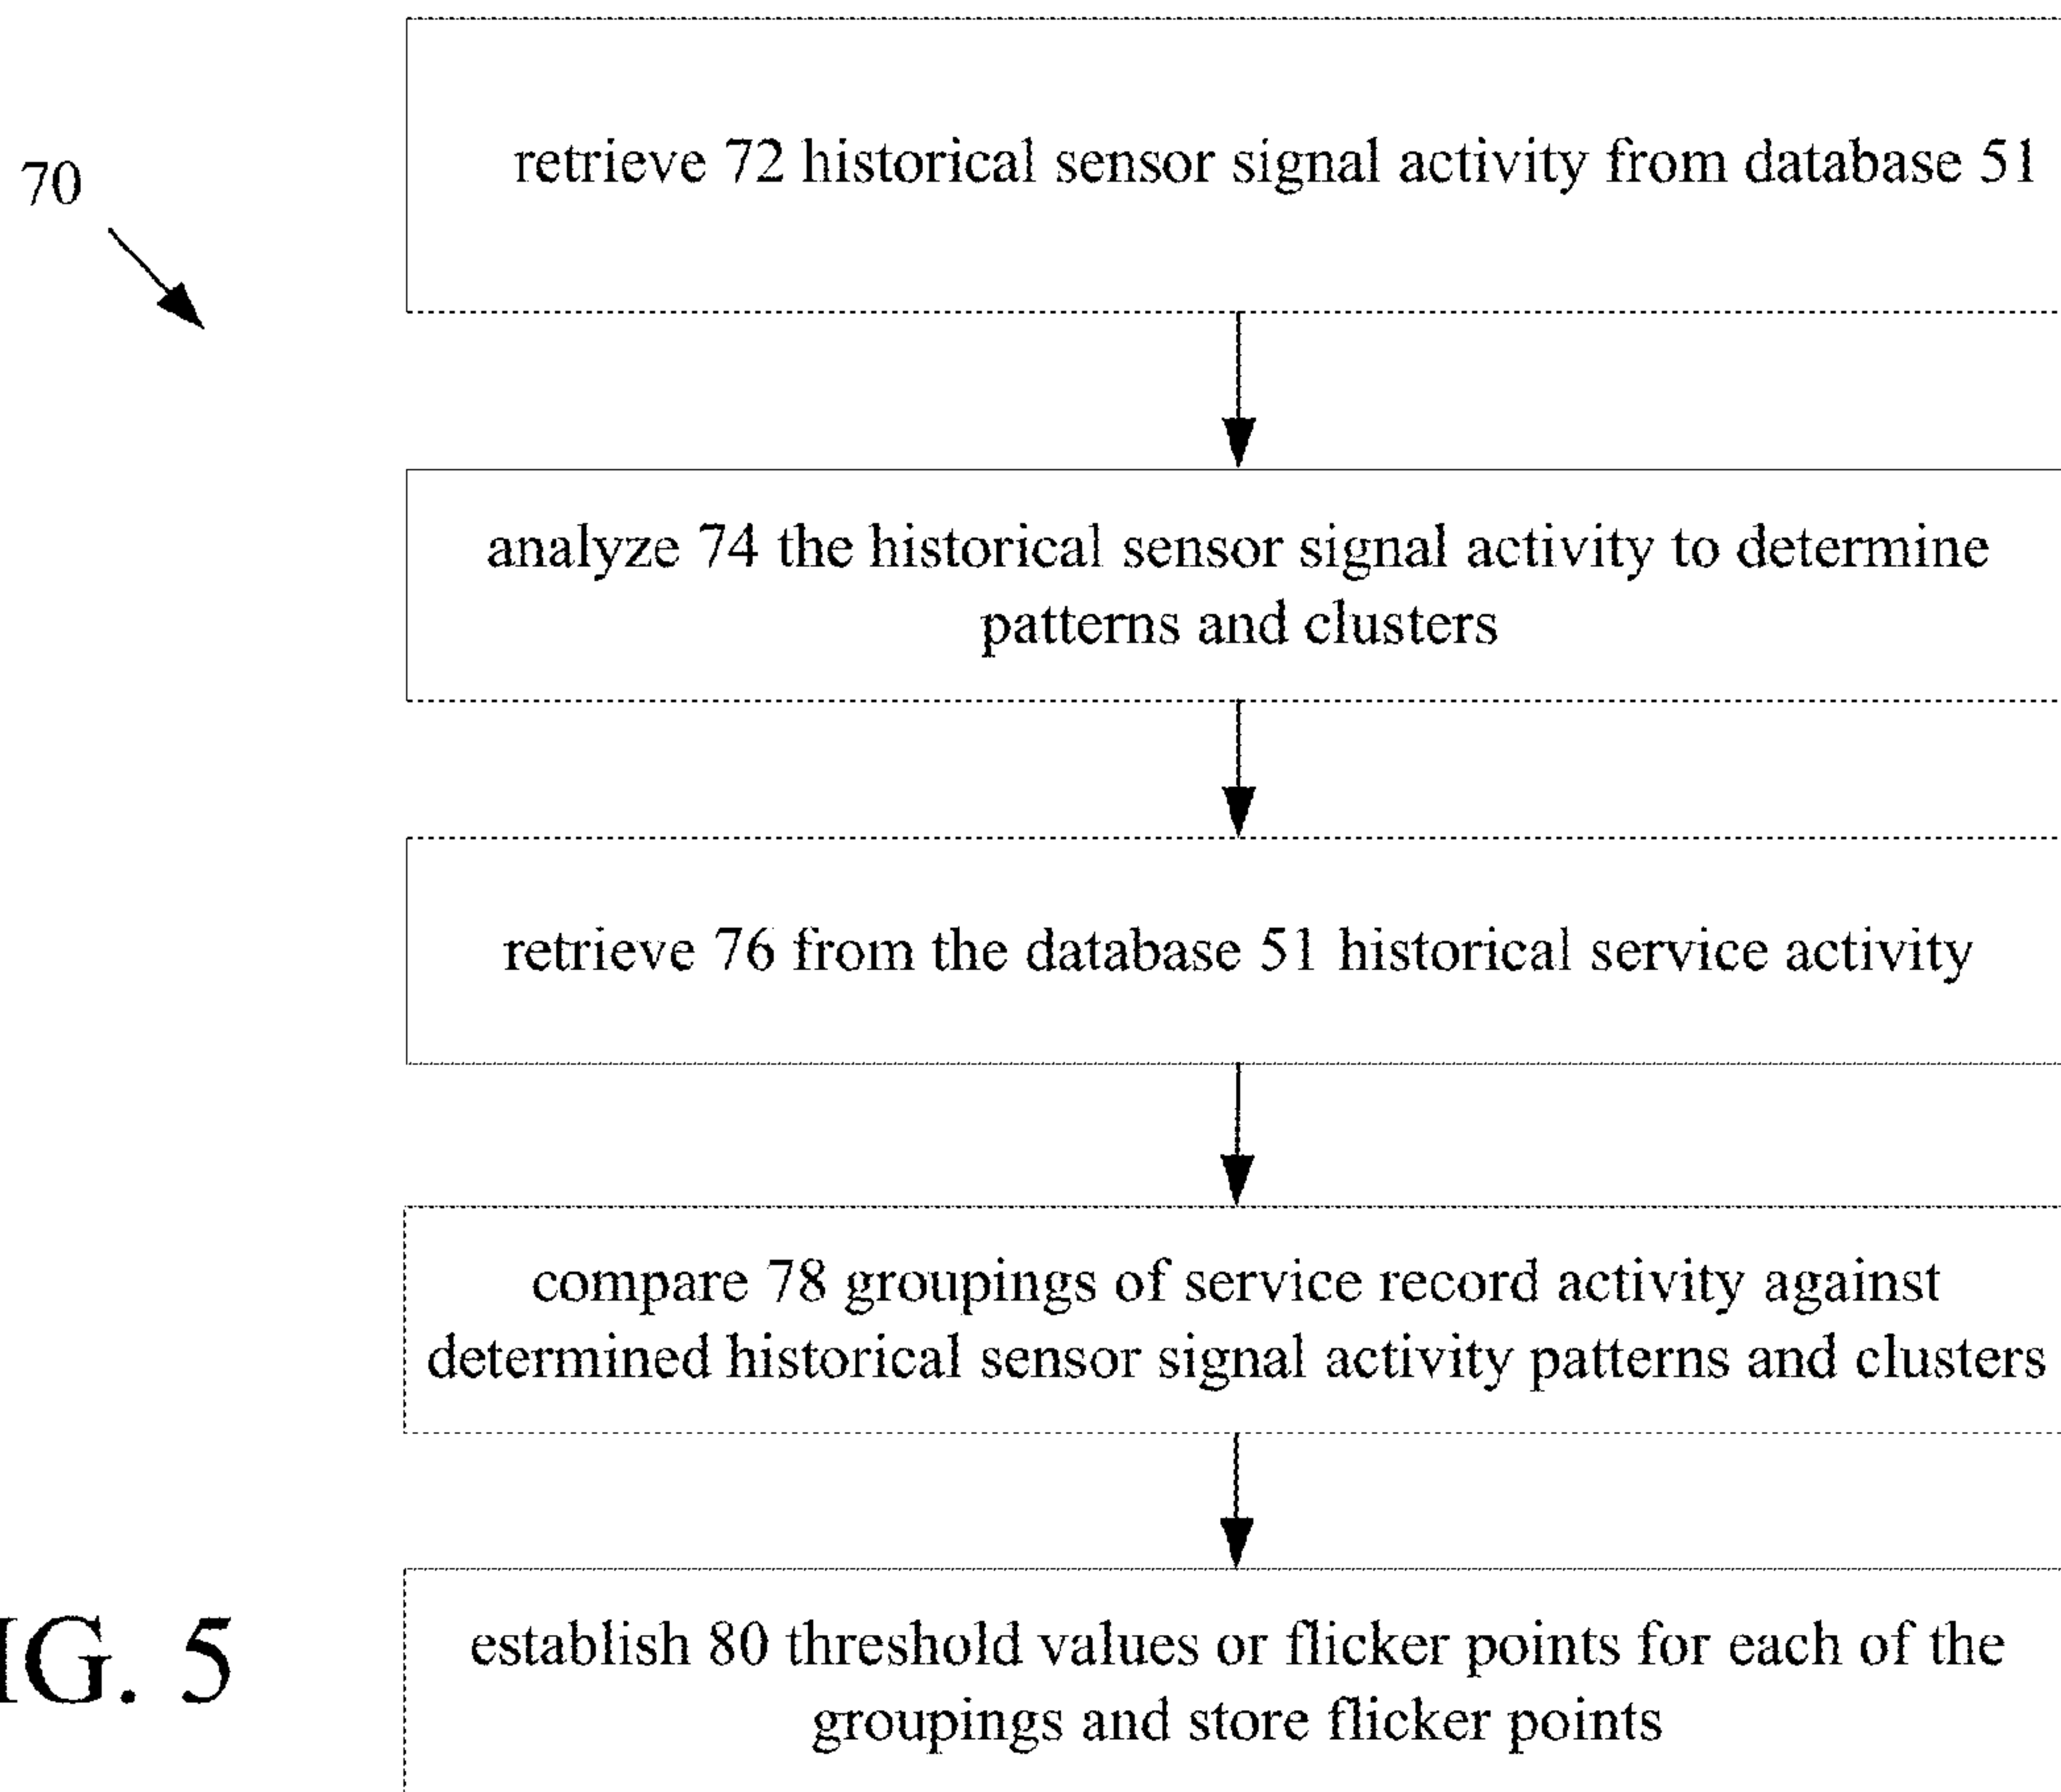 70
retrieve 72 historical sensor signal activity from database 51
analyze 74 the historical sensor signal activity to determine
patterns and clusters
retrieve 76 from the database 51 historical service activity
compare 78 groupings of service record activity against
determined historical sensor signal activity patterns and clusters
establish 80 threshold values or flicker points for each of the
groupings and store flicker points
IG. 5